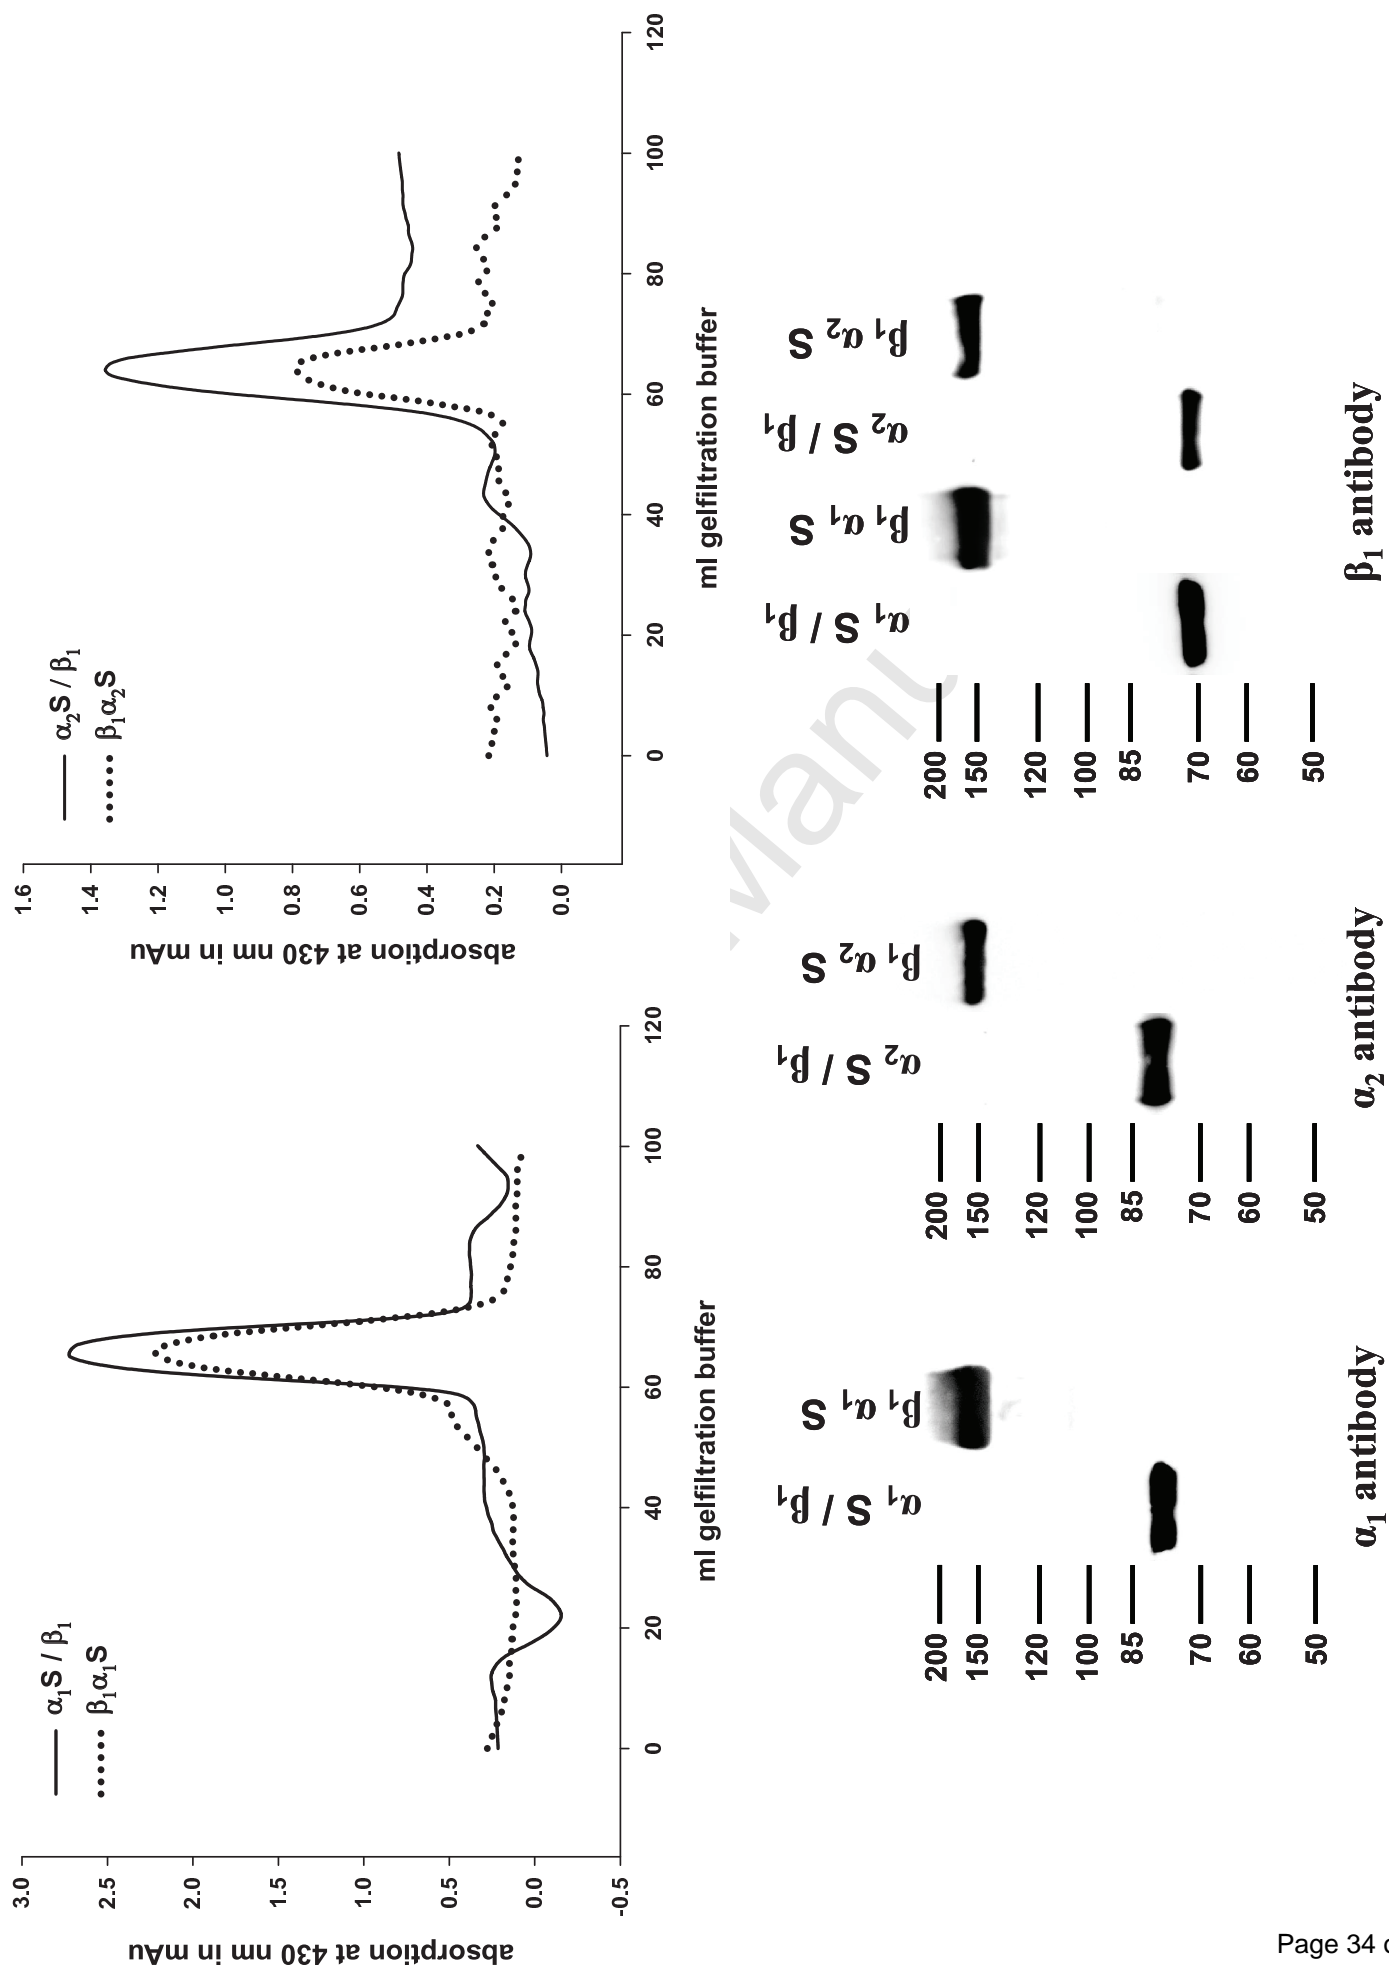 3.0
2.5
2.0
1.5
1.0
0.5
0.0
-0.5
absorption at 430 nm in mAu
α₁S / β₁
β₁α₁S
0 20 40 60 80 100 120
ml gelfiltration buffer
1.6
1.4
1.2
1.0
0.8
0.6
0.4
0.2
0.0
absorption at 430 nm in mAu
α₂S / β₁
β₁α₂S
0 20 40 60 80 100 120
ml gelfiltration buffer
α₁ S / β₁
β₁ α₁ S
200
150
120
100
85
70
60
50
α₁ antibody
α₂ S / β₁
β₁ α₂ S
200
150
120
100
85
70
60
50
α₂ antibody
α₁ S / β₁
β₁ α₁ S
α₂ S / β₁
β₁ α₂ S
200
150
120
100
85
70
60
50
β₁ antibody
Page 34